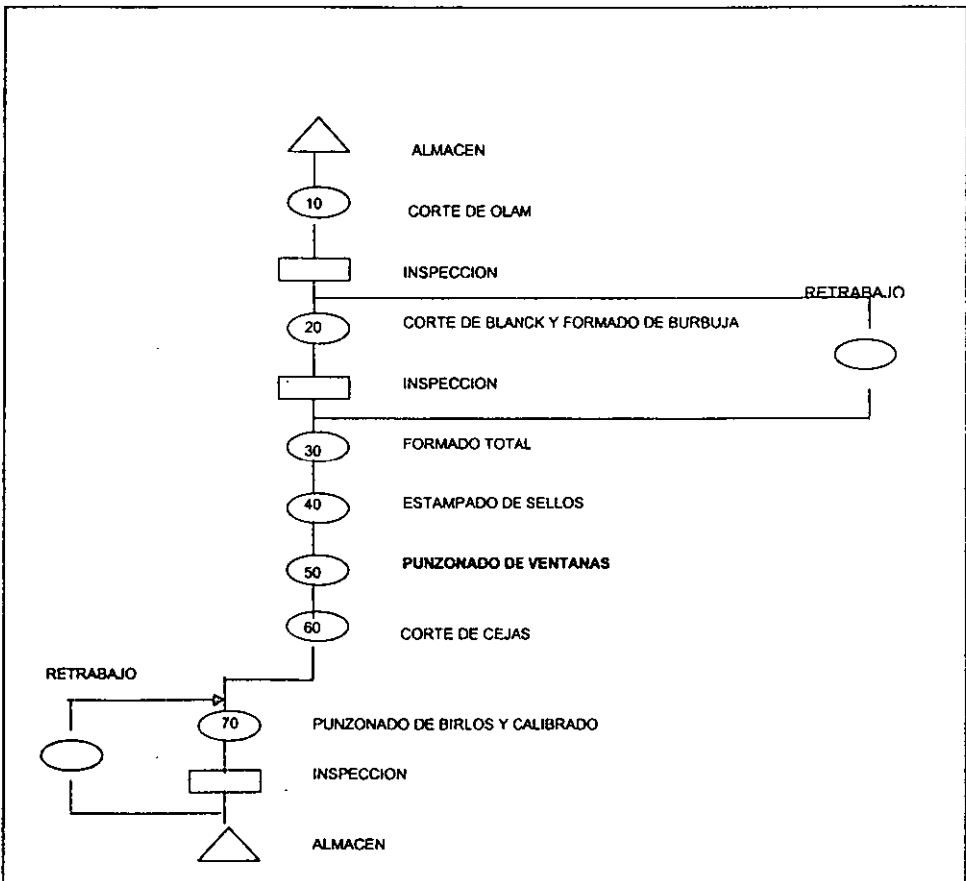 ALMACEN
10
CORTE DE OLAM
INSPECCION
RETRABAJO
20
CORTE DE BLANCK Y FORMADO DE BURBUJA
INSPECCION
30
FORMADO TOTAL
40
ESTAMPADO DE SELLOS
50
PUNZONADO DE VENTANAS
60
CORTE DE CEJAS
RETRABAJO
70
PUNZONADO DE BIRLOS Y CALIBRADO
INSPECCION
ALMACEN